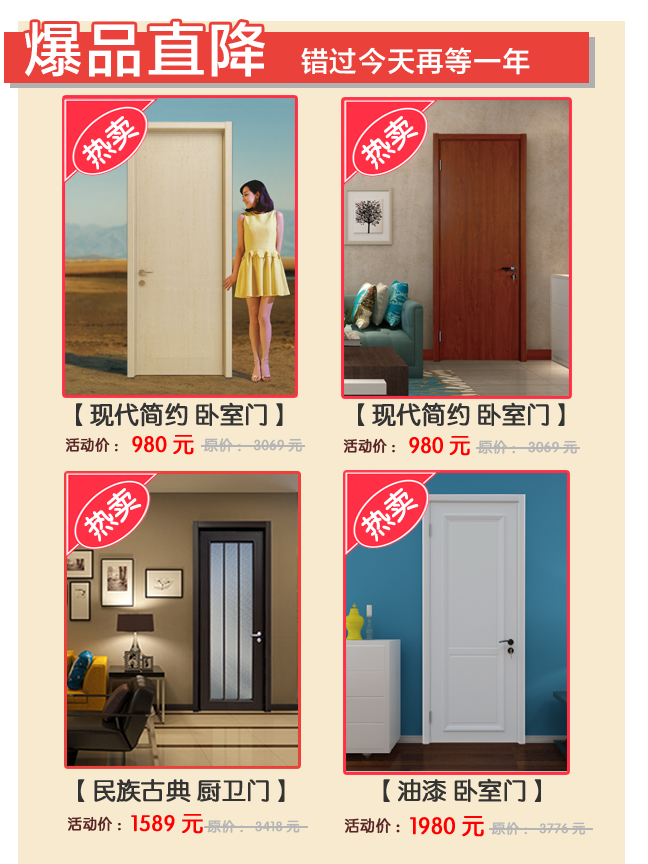 爆品直降 错过今天再等一年
热卖
热卖
【 现代简约 卧室门 】
【 现代简约 卧室门 】
活动价： 980 元 原价： 3069 元
活动价： 980 元 原价： 3069 元
热卖
热卖
【 民族古典 厨卫门 】
【 油漆 卧室门 】
活动价： 1589 元 原价： 3418 元
活动价： 1980 元 原价： 3776 元